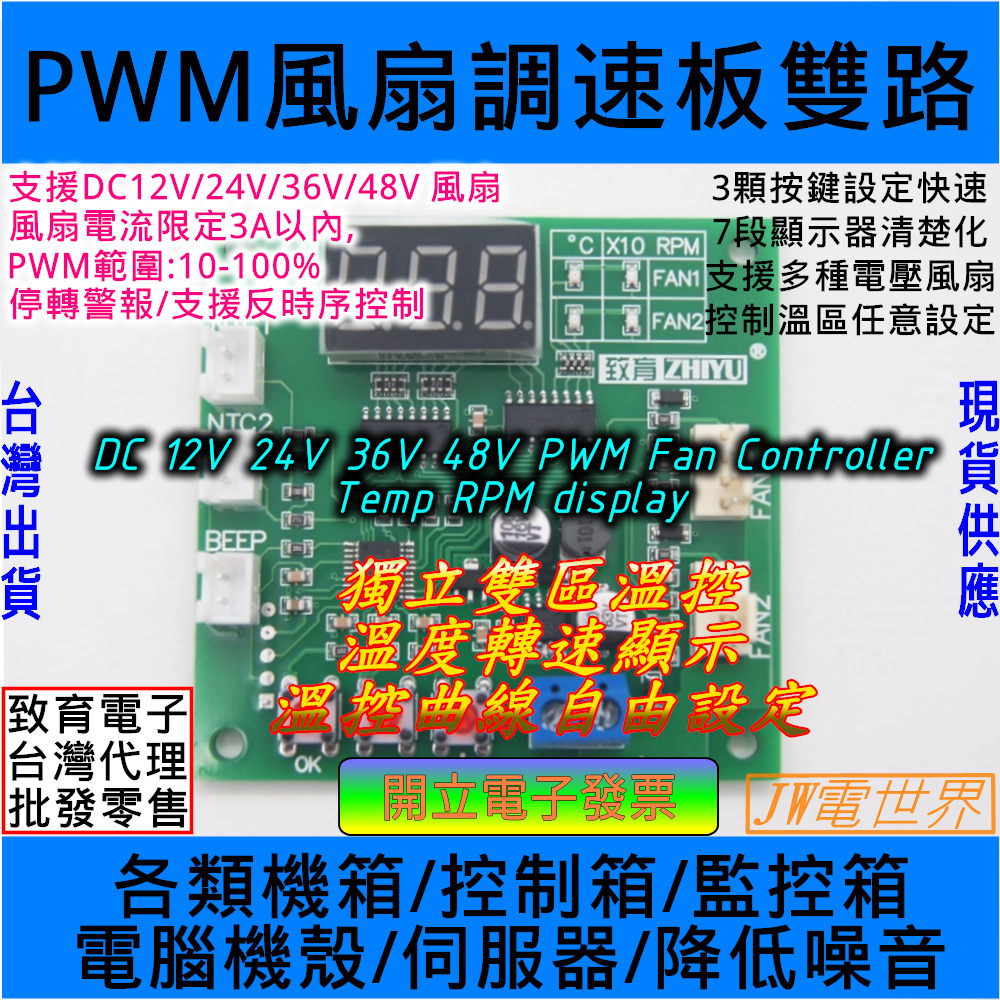 PWM風扇調速板雙路
支援DC12V/24V/36V/48V 風扇
風扇電流限定3A以內,
PWM範圍:10-100%
停轉警報/支援反時序控制
3顆按鍵設定快速
7段顯示器清楚化
支援多種電壓風扇
控制溫區任意設定
°C X10 RPM
FAN1
FAN2
致育 ZHIYU ®
台灣出貨
現貨供應
NTC2
DC 12V 24V 36V 48V PWM Fan Controller
Temp RPM display
BEEP
FAN2
獨立雙區溫控
溫度轉速顯示
溫控曲線自由設定
OK
致育電子
台灣代理
批發零售
開立電子發票
JW電世界
各類機箱/控制箱/監控箱
電腦機殼/伺服器/降低噪音